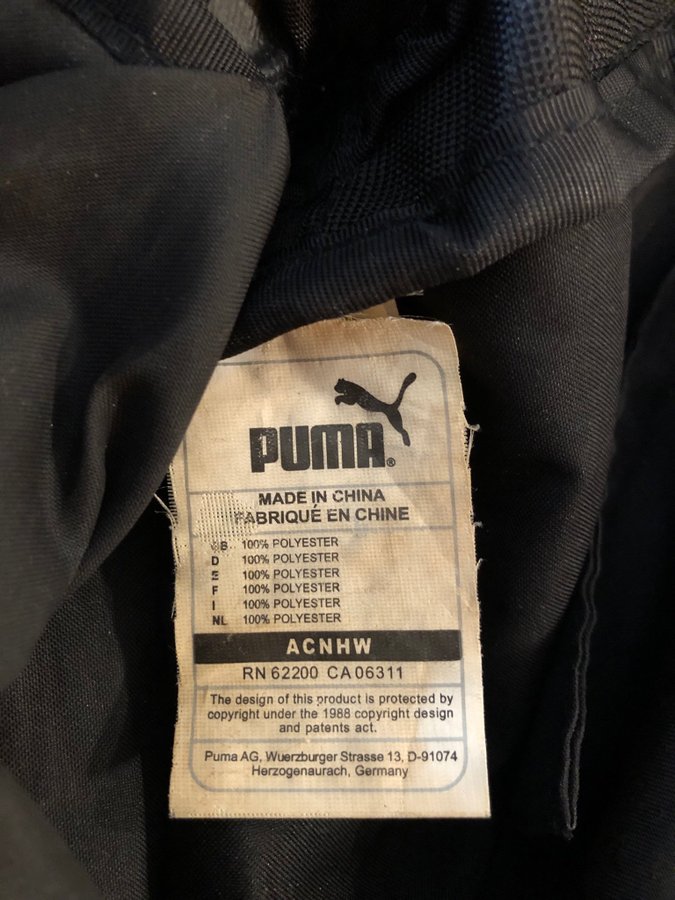 PUMA®
MADE IN CHINA
FABRIQUÉ EN CHINE
GB 100% POLYESTER
D 100% POLYESTER
E 100% POLYESTER
F 100% POLYESTER
I 100% POLYESTER
NL 100% POLYESTER
ACNHW
RN 62200 CA 06311
The design of this product is protected by
copyright under the 1988 copyright design
and patents act.
Puma AG, Wuerzburger Strasse 13, D-91074
Herzogenaurach, Germany